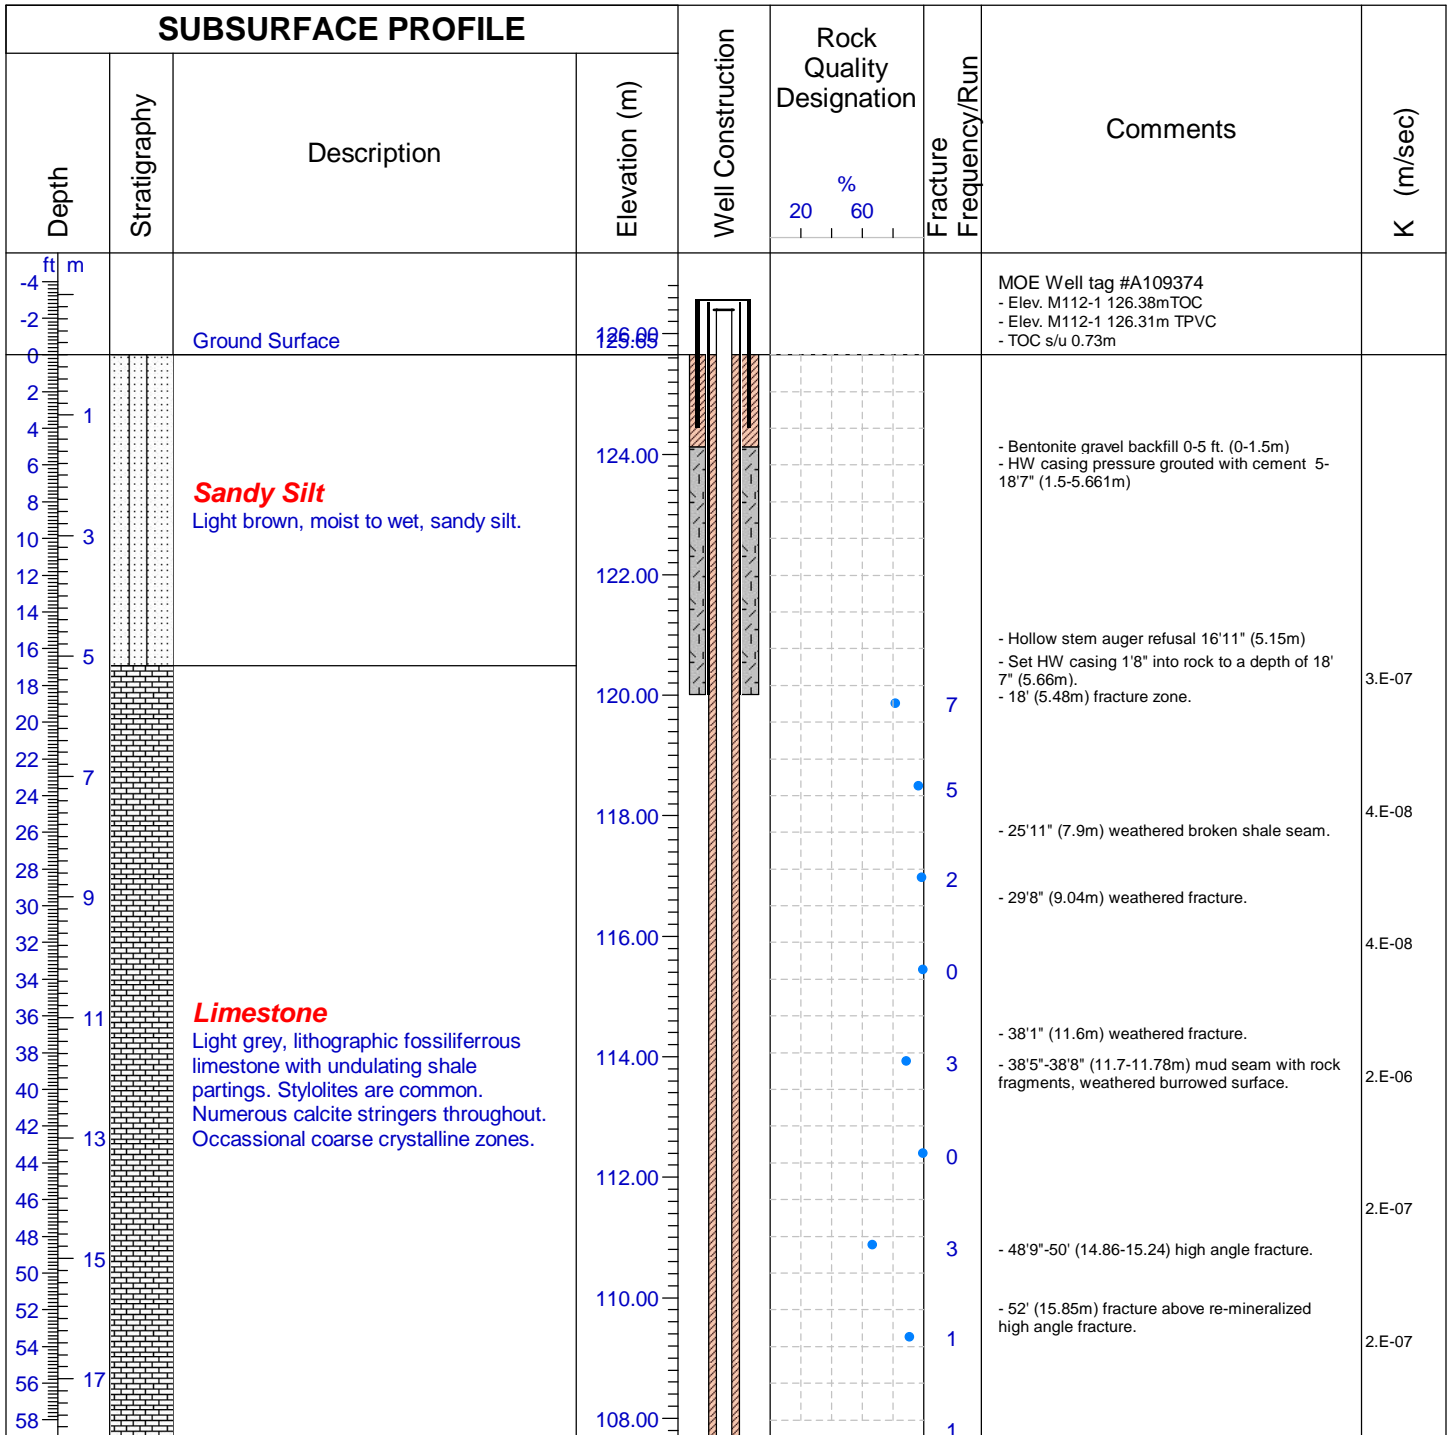 SUBSURFACE PROFILE
Depth
Stratigraphy
Description
Elevation (m)
Well Construction
Rock
Quality
Designation
%
20 60
Fracture
Frequency/Run
Comments
K (m/sec)
ft m
-4
-2
0
2
4
6
8
10
12
14
16
18
20
22
24
26
28
30
32
34
36
38
40
42
44
46
48
50
52
54
56
58
1
3
5
7
9
11
13
15
17
Ground Surface
Sandy Silt
Light brown, moist to wet, sandy silt.
Limestone
Light grey, lithographic fossiliferrous
limestone with undulating shale
partings. Stylolites are common.
Numerous calcite stringers throughout.
Occassional coarse crystalline zones.
126.00
125.65
124.00
122.00
120.00
118.00
116.00
114.00
112.00
110.00
108.00
7
5
2
0
3
0
3
1
1
MOE Well tag #A109374
- Elev. M112-1 126.38mTOC
- Elev. M112-1 126.31m TPVC
- TOC s/u 0.73m
- Bentonite gravel backfill 0-5 ft. (0-1.5m)
- HW casing pressure grouted with cement 5-
18'7" (1.5-5.661m)
- Hollow stem auger refusal 16'11" (5.15m)
- Set HW casing 1'8" into rock to a depth of 18'
7" (5.66m).
- 18' (5.48m) fracture zone.
- 25'11" (7.9m) weathered broken shale seam.
- 29'8" (9.04m) weathered fracture.
- 38'1" (11.6m) weathered fracture.
- 38'5"-38'8" (11.7-11.78m) mud seam with rock
fragments, weathered burrowed surface.
- 48'9"-50' (14.86-15.24) high angle fracture.
- 52' (15.85m) fracture above re-mineralized
high angle fracture.
3.E-07
4.E-08
4.E-08
2.E-06
2.E-07
2.E-07